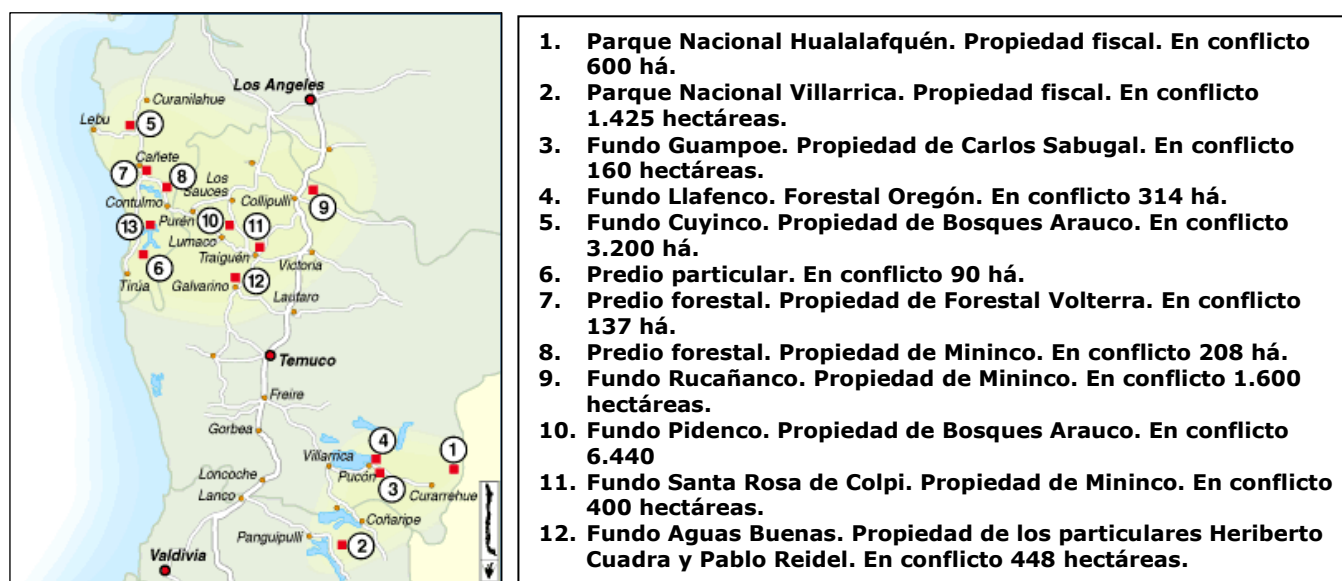 Los Angeles
Curanilahue
Lebu
5
Cañete
7
8
Los
Sauces
Contulmo
Collipulli
9
Purén
10
13
11
Lumaco
Traiguén
Victoria
6
12
Tirúa
Galvarino
Lautaro
Temuco
Freire
Gorbea
4
1
Villarrica
Pucón
Loncoche
3
Curarrehue
Lanco
Coñaripe
Panguipulli
2
Valdivia
1. Parque Nacional Hualalafquén. Propiedad fiscal. En conflicto
600 há.
2. Parque Nacional Villarrica. Propiedad fiscal. En conflicto
1.425 hectáreas.
3. Fundo Guampoe. Propiedad de Carlos Sabugal. En conflicto
160 hectáreas.
4. Fundo Llafenco. Forestal Oregón. En conflicto 314 há.
5. Fundo Cuyinco. Propiedad de Bosques Arauco. En conflicto
3.200 há.
6. Predio particular. En conflicto 90 há.
7. Predio forestal. Propiedad de Forestal Volterra. En conflicto
137 há.
8. Predio forestal. Propiedad de Mininco. En conflicto 208 há.
9. Fundo Rucañanco. Propiedad de Mininco. En conflicto 1.600
hectáreas.
10. Fundo Pidenco. Propiedad de Bosques Arauco. En conflicto
6.440
11. Fundo Santa Rosa de Colpi. Propiedad de Mininco. En conflicto
400 hectáreas.
12. Fundo Aguas Buenas. Propiedad de los particulares Heriberto
Cuadra y Pablo Reidel. En conflicto 448 hectáreas.